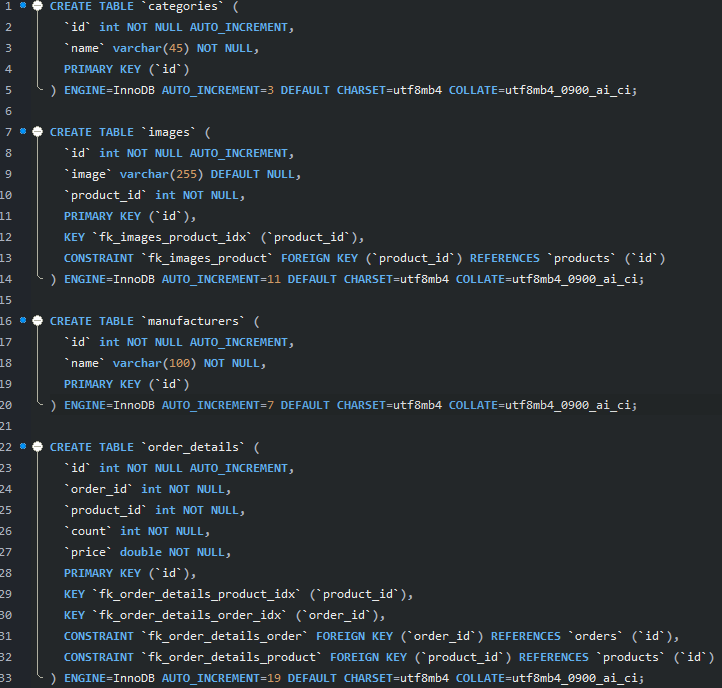 1 CREATE TABLE `categories` (
2 `id` int NOT NULL AUTO_INCREMENT,
3 `name` varchar(45) NOT NULL,
4 PRIMARY KEY (`id`)
5 ) ENGINE=InnoDB AUTO_INCREMENT=3 DEFAULT CHARSET=utf8mb4 COLLATE=utf8mb4_0900_ai_ci;
6
7 CREATE TABLE `images` (
8 `id` int NOT NULL AUTO_INCREMENT,
9 `image` varchar(255) DEFAULT NULL,
10 `product_id` int NOT NULL,
11 PRIMARY KEY (`id`),
12 KEY `fk_images_product_idx` (`product_id`),
13 CONSTRAINT `fk_images_product` FOREIGN KEY (`product_id`) REFERENCES `products` (`id`)
14 ) ENGINE=InnoDB AUTO_INCREMENT=11 DEFAULT CHARSET=utf8mb4 COLLATE=utf8mb4_0900_ai_ci;
15
16 CREATE TABLE `manufacturers` (
17 `id` int NOT NULL AUTO_INCREMENT,
18 `name` varchar(100) NOT NULL,
19 PRIMARY KEY (`id`)
20 ) ENGINE=InnoDB AUTO_INCREMENT=7 DEFAULT CHARSET=utf8mb4 COLLATE=utf8mb4_0900_ai_ci;
21
22 CREATE TABLE `order_details` (
23 `id` int NOT NULL AUTO_INCREMENT,
24 `order_id` int NOT NULL,
25 `product_id` int NOT NULL,
26 `count` int NOT NULL,
27 `price` double NOT NULL,
28 PRIMARY KEY (`id`),
29 KEY `fk_order_details_product_idx` (`product_id`),
30 KEY `fk_order_details_order_idx` (`order_id`),
31 CONSTRAINT `fk_order_details_order` FOREIGN KEY (`order_id`) REFERENCES `orders` (`id`),
32 CONSTRAINT `fk_order_details_product` FOREIGN KEY (`product_id`) REFERENCES `products` (`id`)
33 ) ENGINE=InnoDB AUTO_INCREMENT=19 DEFAULT CHARSET=utf8mb4 COLLATE=utf8mb4_0900_ai_ci;